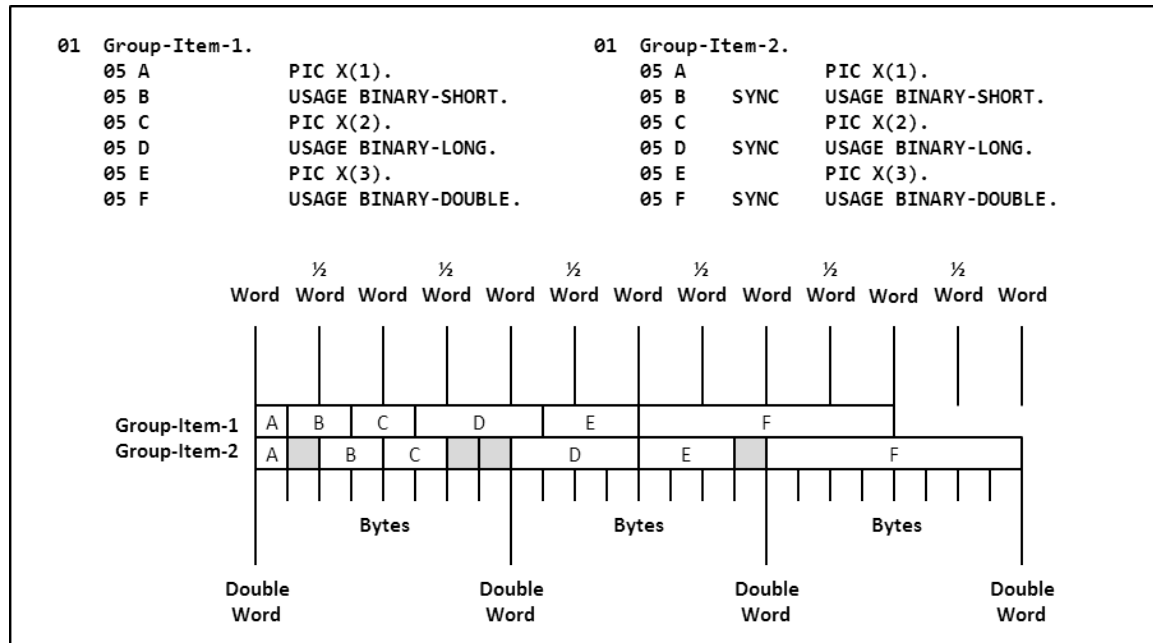 01 Group-Item-1.
05 A PIC X(1).
05 B USAGE BINARY-SHORT.
05 C PIC X(2).
05 D USAGE BINARY-LONG.
05 E PIC X(3).
05 F USAGE BINARY-DOUBLE.
01 Group-Item-2.
05 A PIC X(1).
05 B SYNC USAGE BINARY-SHORT.
05 C PIC X(2).
05 D SYNC USAGE BINARY-LONG.
05 E PIC X(3).
05 F SYNC USAGE BINARY-DOUBLE.
½ ½ ½ ½ ½ ½
Word Word Word Word Word Word Word Word Word Word Word Word Word
Group-Item-1 A B C D E F
Group-Item-2 A B C D E F
Bytes Bytes Bytes
Double Double Double Double
Word Word Word Word